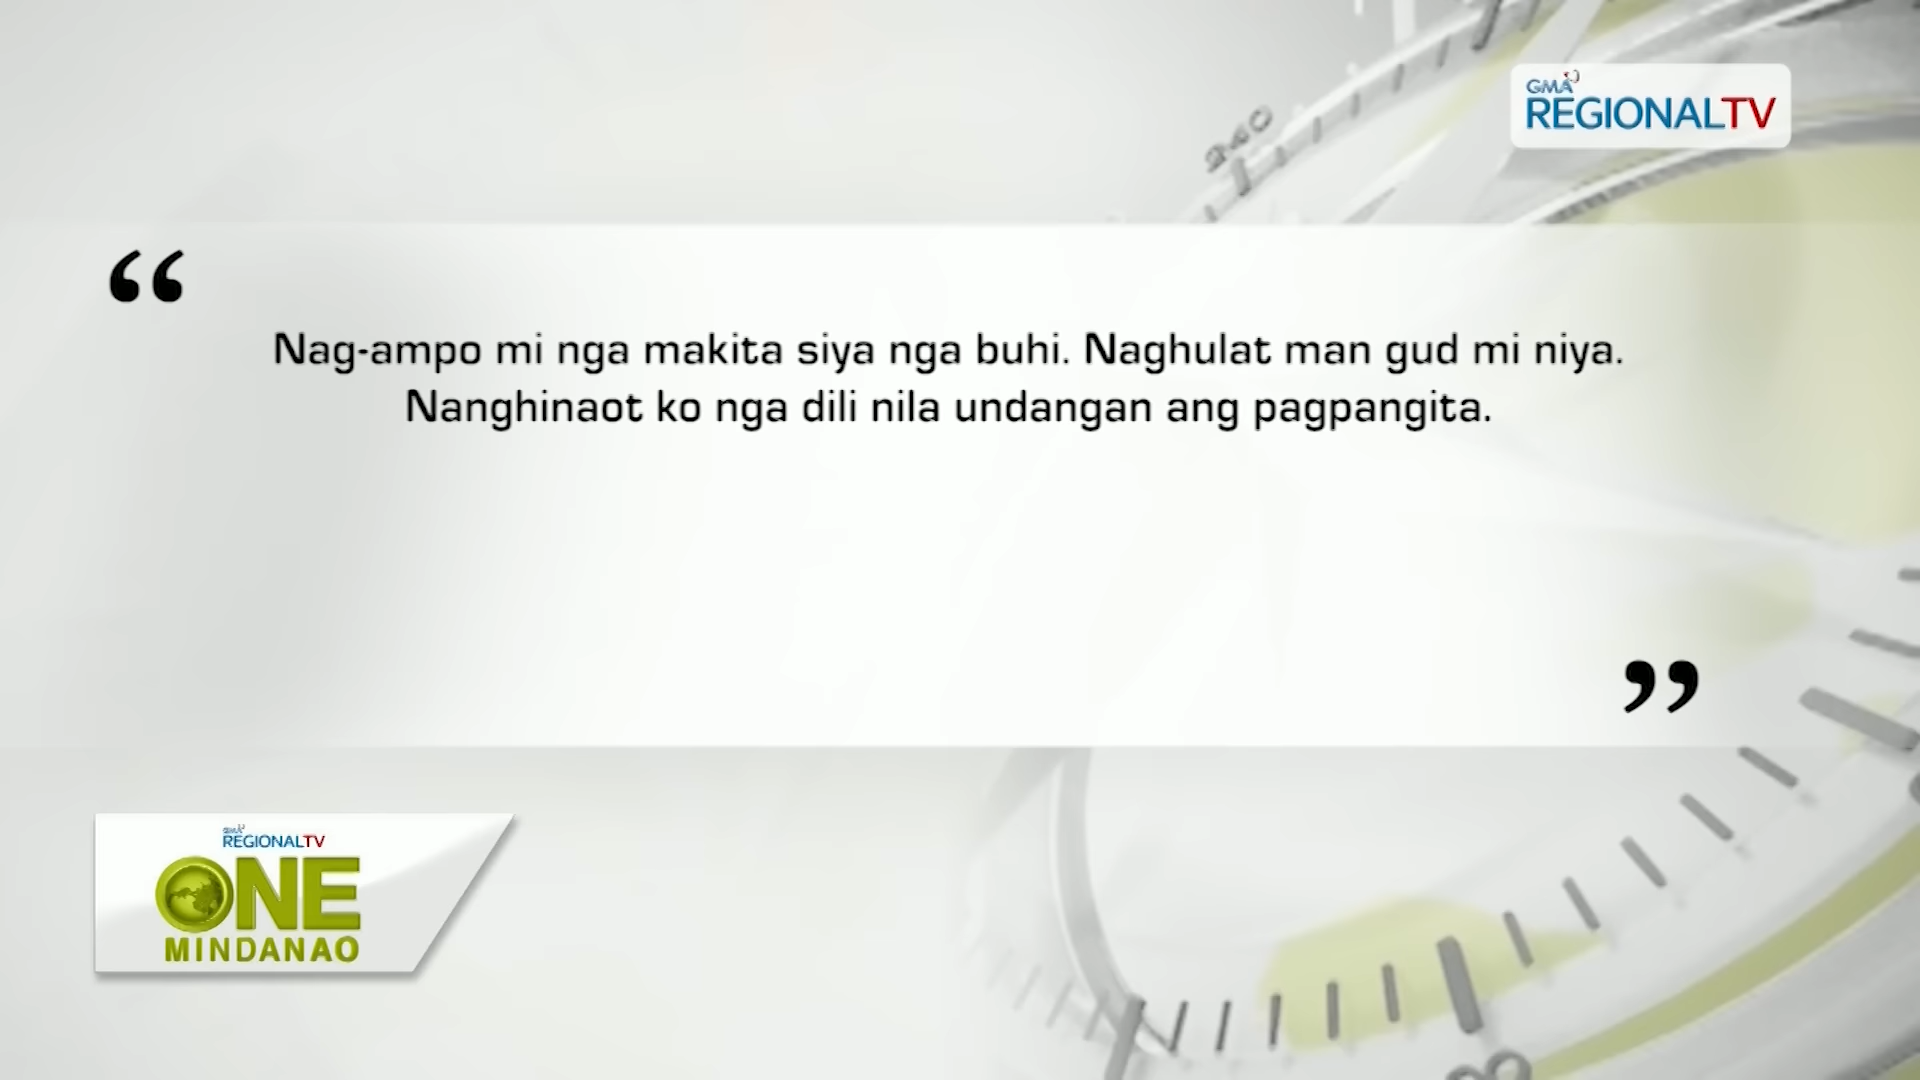 GMA
REGIONALTV
240
“
Nag-ampo mi nga makita siya nga buhi. Naghulat man gud mi niya.
Nanghinaot ko nga dili nila undangan ang pagpangita.
”
GMA
REGIONALTV
ONE
MINDANAO